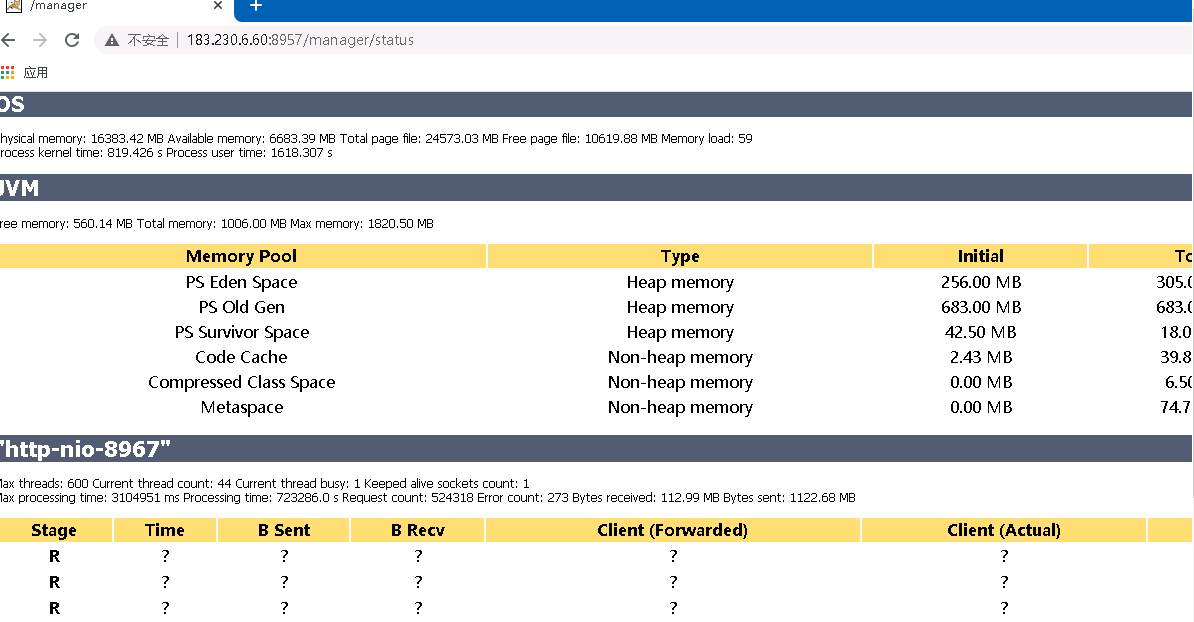 /manager
不安全 183.230.6.60:8957/manager/status
应用
OS
hysical memory: 16383.42 MB Available memory: 6683.39 MB Total page file: 24573.03 MB Free page file: 10619.88 MB Memory load: 59
rocess kernel time: 819.426 s Process user time: 1618.307 s
JVM
ree memory: 560.14 MB Total memory: 1006.00 MB Max memory: 1820.50 MB
Memory Pool Type Initial To
PS Eden Space Heap memory 256.00 MB 305.0
PS Old Gen Heap memory 683.00 MB 683.0
PS Survivor Space Heap memory 42.50 MB 18.0
Code Cache Non-heap memory 2.43 MB 39.8
Compressed Class Space Non-heap memory 0.00 MB 6.50
Metaspace Non-heap memory 0.00 MB 74.7
"http-nio-8967"
Max threads: 600 Current thread count: 44 Current thread busy: 1 Keeped alive sockets count: 1
Max processing time: 3104951 ms Processing time: 723286.0 s Request count: 524318 Error count: 273 Bytes received: 112.99 MB Bytes sent: 1122.68 MB
Stage Time B Sent B Recv Client (Forwarded) Client (Actual)
R ? ? ? ? ?
R ? ? ? ? ?
R ? ? ? ? ?